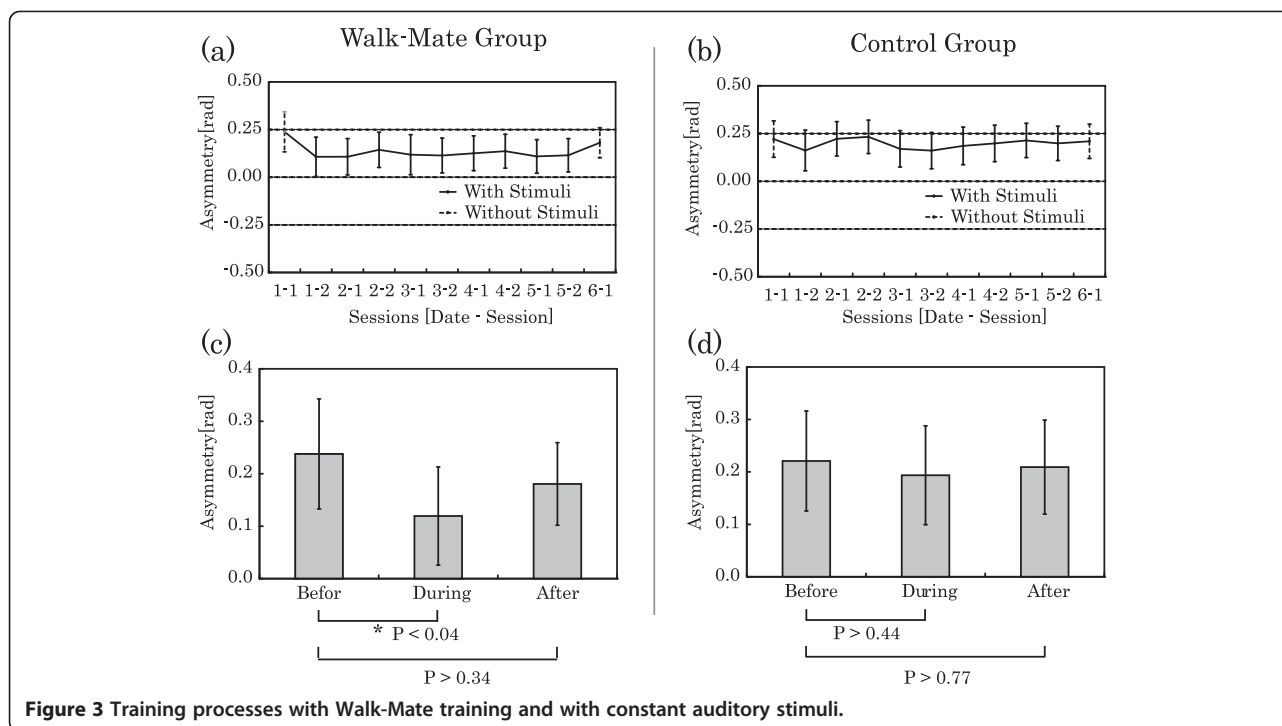 Walk-Mate Group
Control Group
(a)
0.50
0.25
0.00
-0.25
-0.50
Asymmetry[rad]
With Stimuli
Without Stimuli
1-1 1-2 2-1 2-2 3-1 3-2 4-1 4-2 5-1 5-2 6-1
Sessions [Date - Session]
(b)
0.50
0.25
0.00
-0.25
-0.50
Asymmetry[rad]
With Stimuli
Without Stimuli
1-1 1-2 2-1 2-2 3-1 3-2 4-1 4-2 5-1 5-2 6-1
Sessions [Date - Session]
(c)
0.4
0.3
0.2
0.1
0.0
Asymmetry[rad]
Befor During After
* P < 0.04
P > 0.34
(d)
0.4
0.3
0.2
0.1
0.0
Asymmetry[rad]
Before During After
P > 0.44
P > 0.77
Figure 3 Training processes with Walk-Mate training and with constant auditory stimuli.